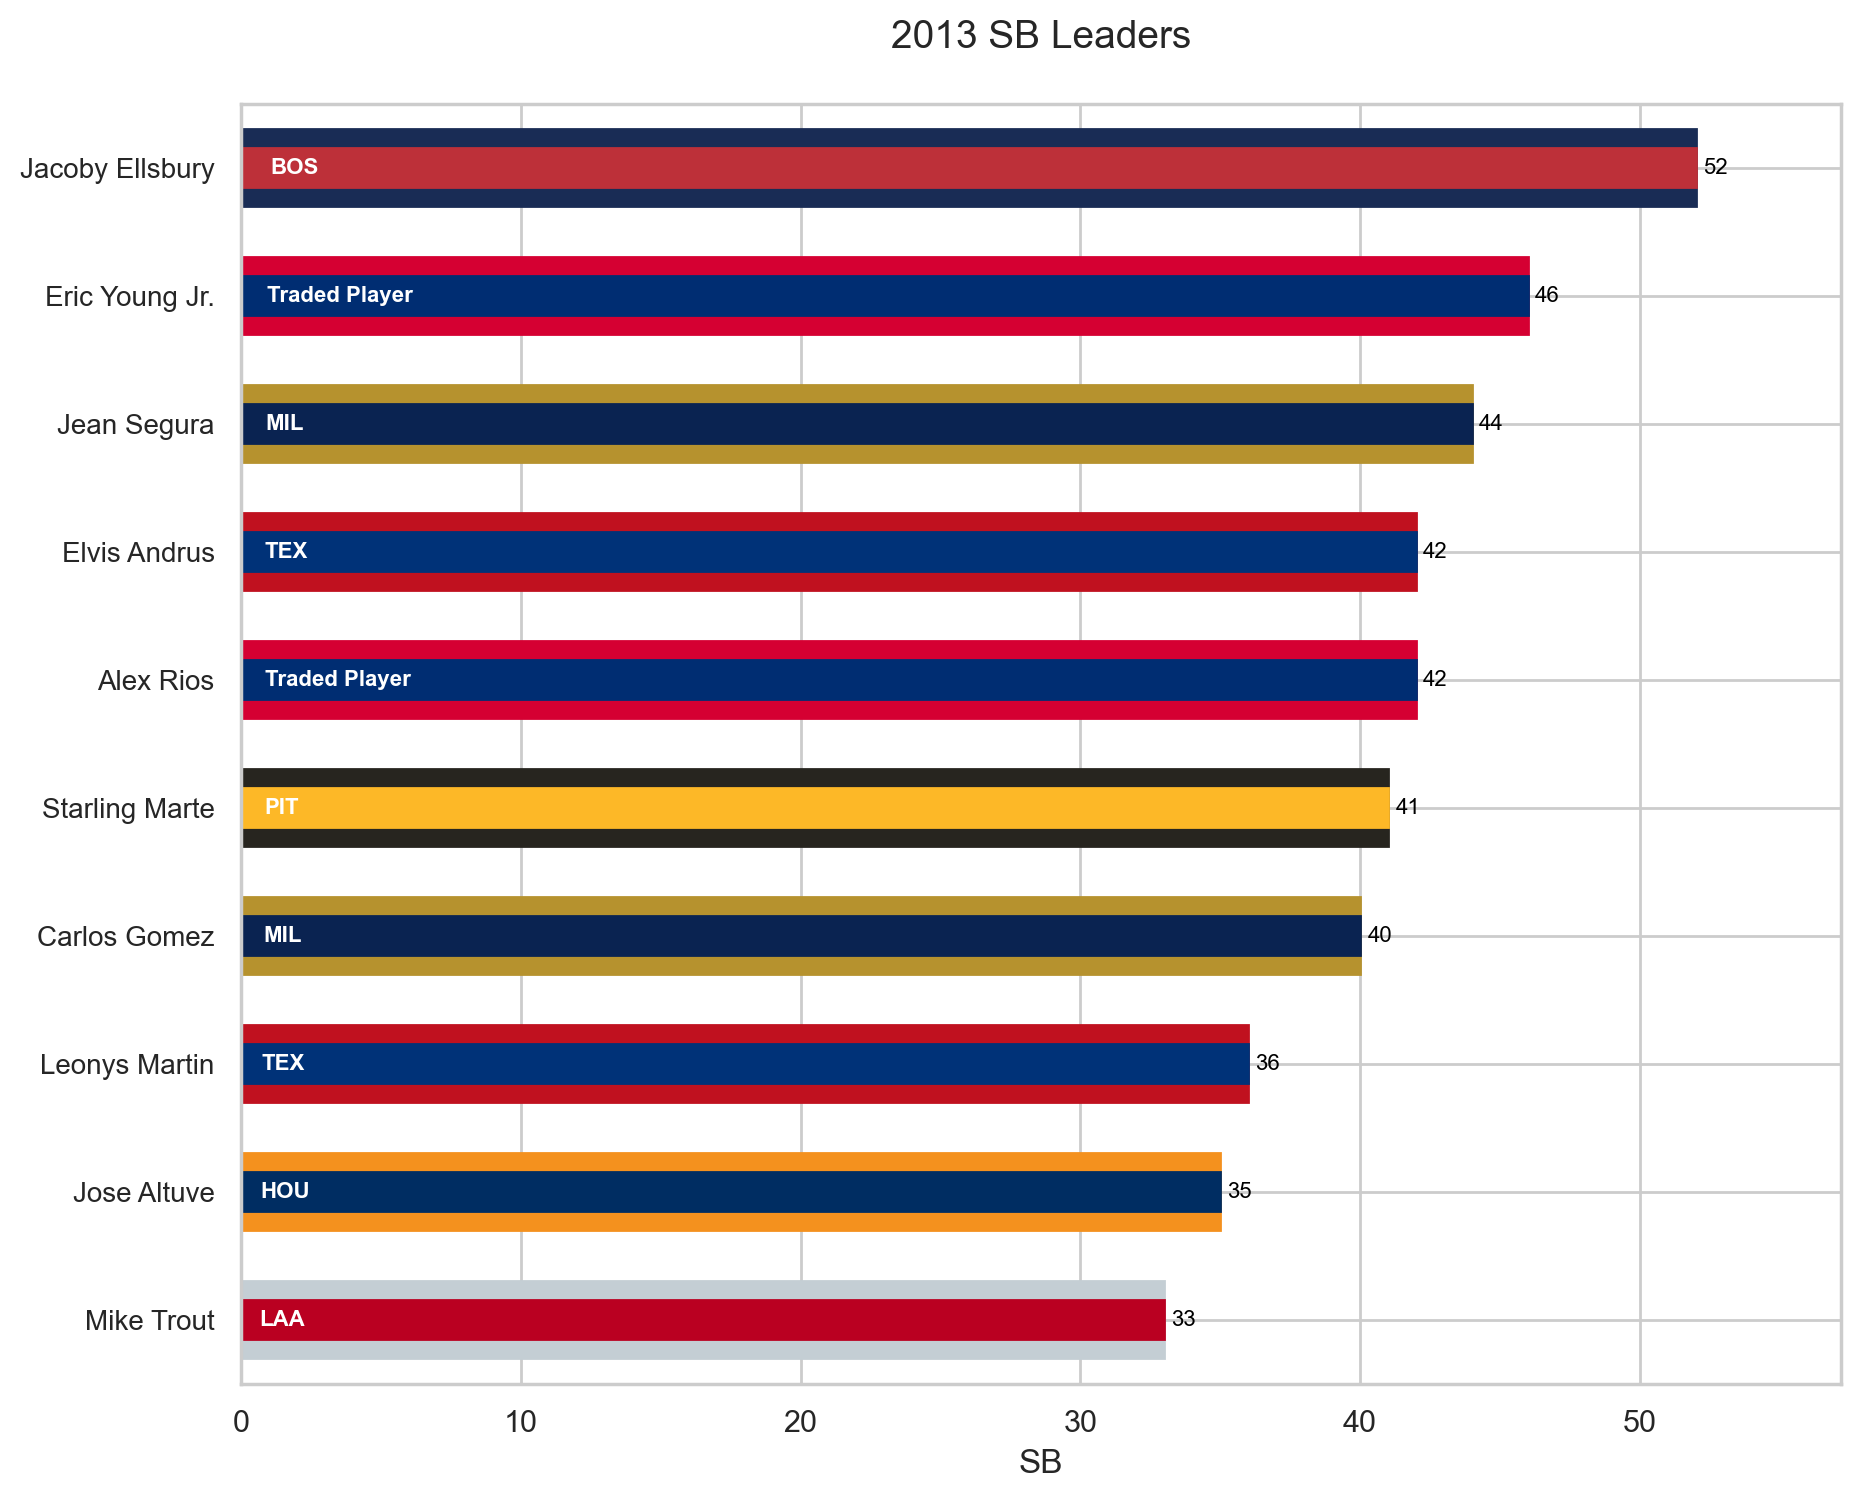 2013 SB Leaders
Jacoby Ellsbury BOS 52
Eric Young Jr. Traded Player 46
Jean Segura MIL 44
Elvis Andrus TEX 42
Alex Rios Traded Player 42
Starling Marte PIT 41
Carlos Gomez MIL 40
Leonys Martin TEX 36
Jose Altuve HOU 35
Mike Trout LAA 33
0 10 20 30 40 50
SB